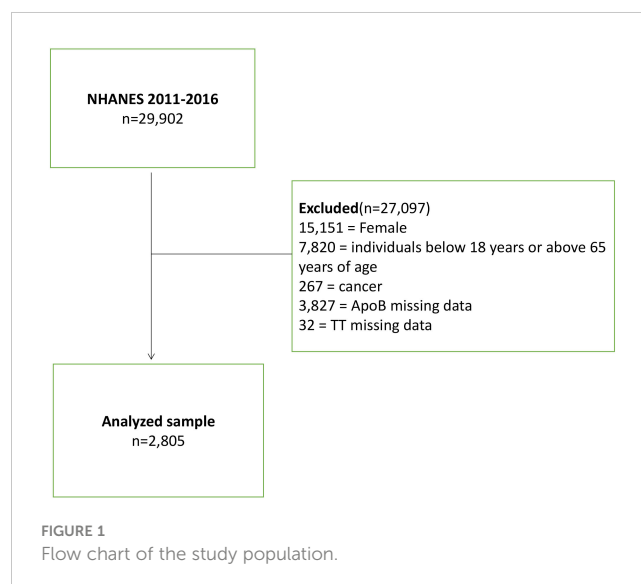 NHANES 2011-2016
n=29,902
Excluded(n=27,097)
15,151 = Female
7,820 = individuals below 18 years or above 65
years of age
267 = cancer
3,827 = ApoB missing data
32 = TT missing data
Analyzed sample
n=2,805
FIGURE 1
Flow chart of the study population.